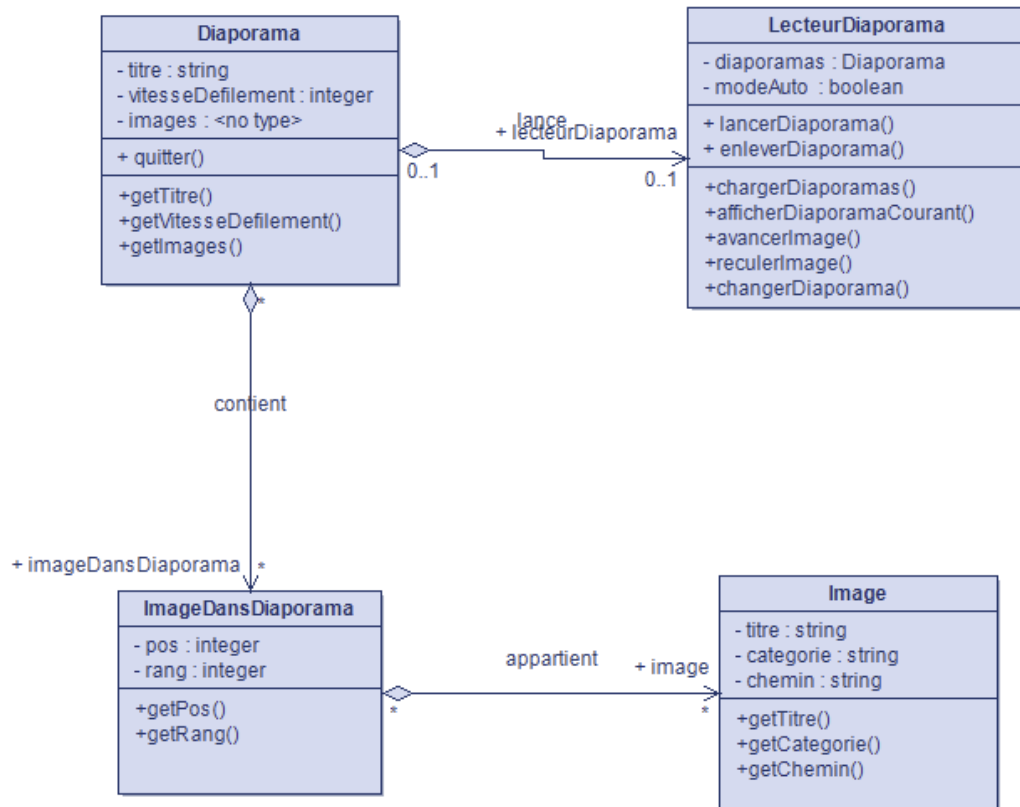 Diaporama
- titre : string
- vitesseDefilement : integer
- images : <no type>
+ quitter()
+getTitre()
+getVitesseDefilement()
+getImages()
lance
+ lecteurDiaporama
0..1
0..1
LecteurDiaporama
- diaporamas : Diaporama
- modeAuto : boolean
+ lancerDiaporama()
+ enleverDiaporama()
+chargerDiaporamas()
+afficherDiaporamaCourant()
+avancerImage()
+reculerImage()
+changerDiaporama()
*
contient
+ imageDansDiaporama
*
ImageDansDiaporama
- pos : integer
- rang : integer
+getPos()
+getRang()
appartient
+ image
*
*
Image
- titre : string
- categorie : string
- chemin : string
+getTitre()
+getCategorie()
+getChemin()